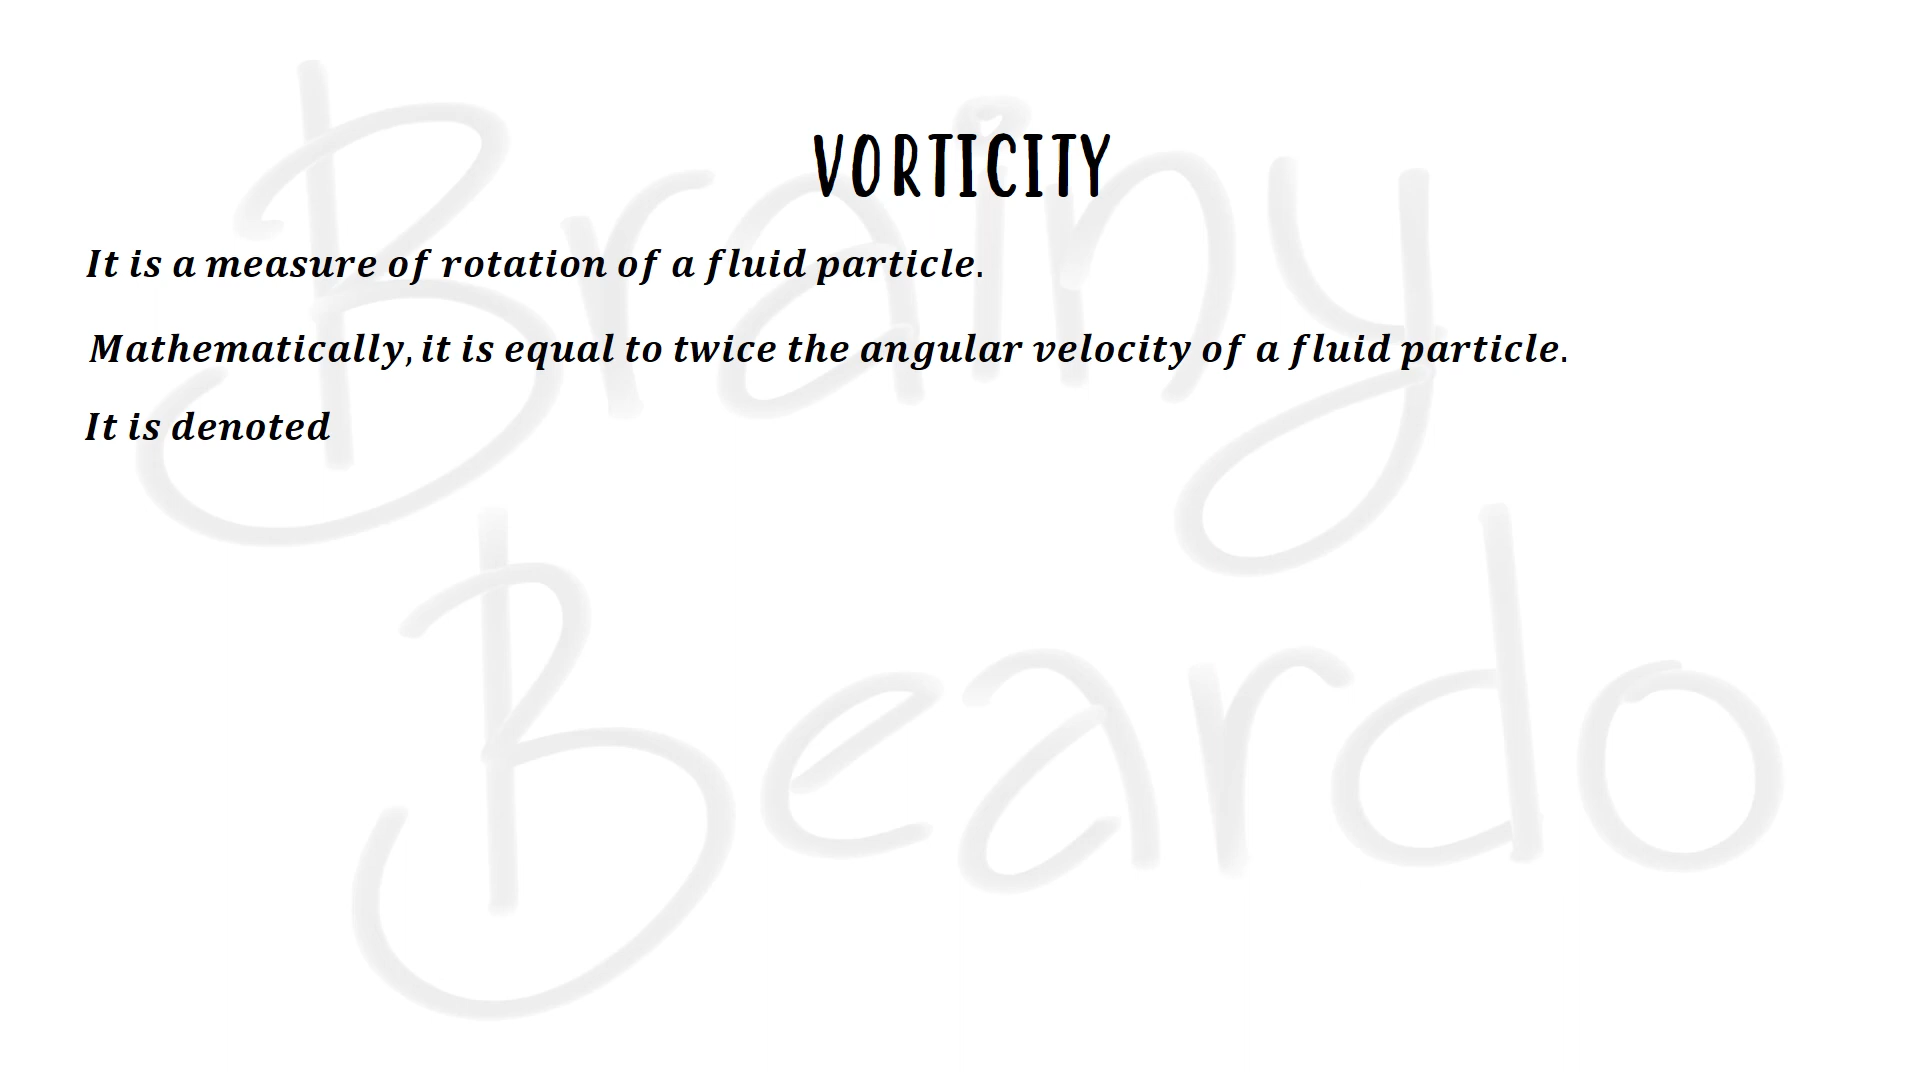 VORTICITY
It is a measure of rotation of a fluid particle.
Mathematically, it is equal to twice the angular velocity of a fluid particle.
It is denoted
Brainy
Beardo